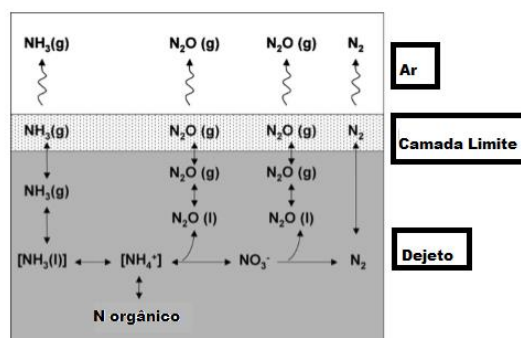 NH₃(g) N₂O (g) N₂O (g) N₂
Ar
NH₃(g) N₂O (g) N₂O (g) N₂
Camada Limite
NH₃(g) N₂O (g) N₂O (g)
N₂O (l) N₂O (l)
[NH₃(l)] [NH₄⁺] NO₃⁻ N₂
Dejeto
N orgânico